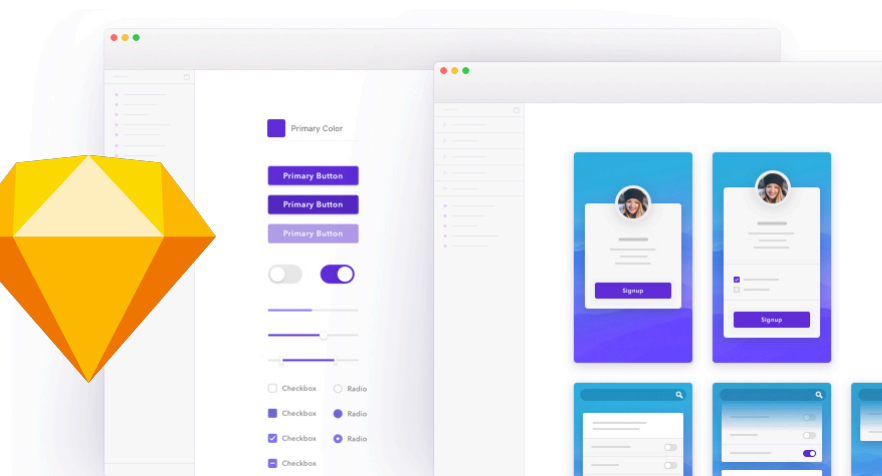 Primary Color
Primary Button
Primary Button
Primary Button
Checkbox Radio
Checkbox Radio
Checkbox Radio
Checkbox
Signup
Signup